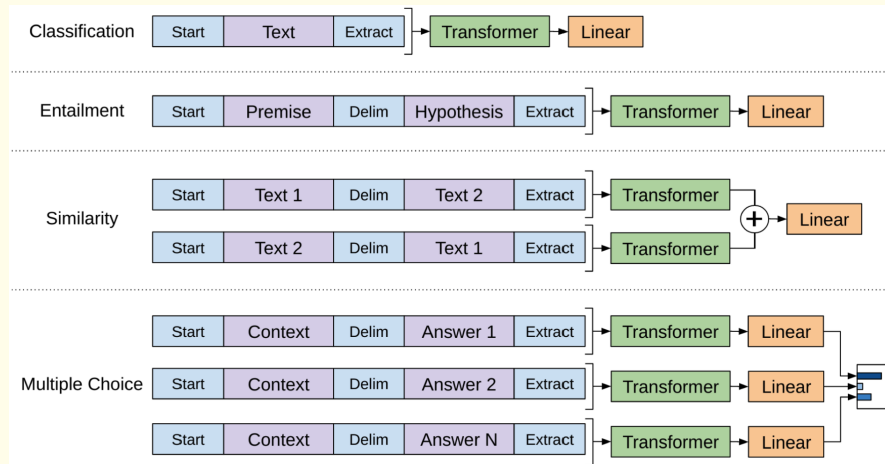 Classification Start Text Extract Transformer Linear
Entailment Start Premise Delim Hypothesis Extract Transformer Linear
Similarity
Start Text 1 Delim Text 2 Extract Transformer
+ Linear
Start Text 2 Delim Text 1 Extract Transformer
Multiple Choice
Start Context Delim Answer 1 Extract Transformer Linear
Start Context Delim Answer 2 Extract Transformer Linear
Start Context Delim Answer N Extract Transformer Linear